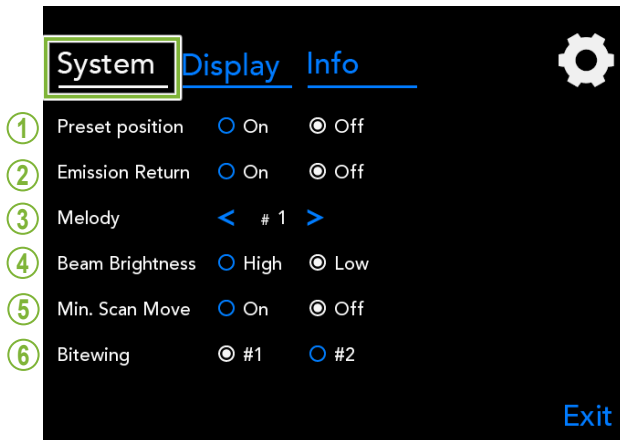 System Display Info
1 Preset position On Off
2 Emission Return On Off
3 Melody < # 1 >
4 Beam Brightness High Low
5 Min. Scan Move On Off
6 Bitewing #1 #2
Exit